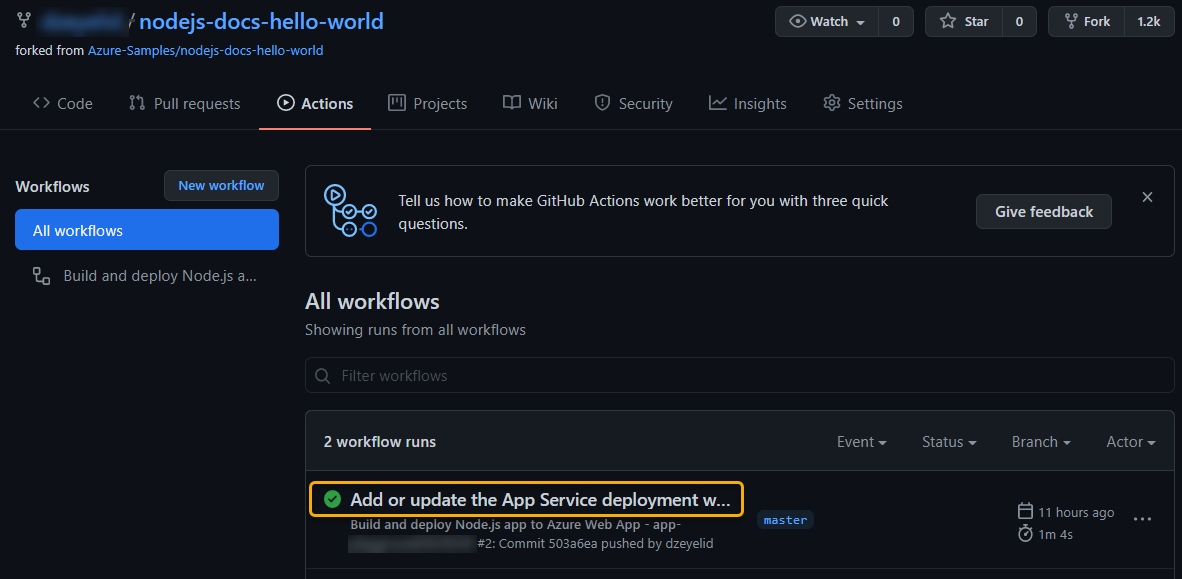 / nodejs-docs-hello-world
Watch 0 Star 0 Fork 1.2k
forked from Azure-Samples/nodejs-docs-hello-world
Code Pull requests Actions Projects Wiki Security Insights Settings
Workflows New workflow
All workflows
Build and deploy Node.js a...
Tell us how to make GitHub Actions work better for you with three quick
questions.
Give feedback
All workflows
Showing runs from all workflows
Filter workflows
2 workflow runs Event Status Branch Actor
Add or update the App Service deployment w...
Build and deploy Node.js app to Azure Web App - app-
#2: Commit 503a6ea pushed by dzeyelid
master
11 hours ago
1m 4s